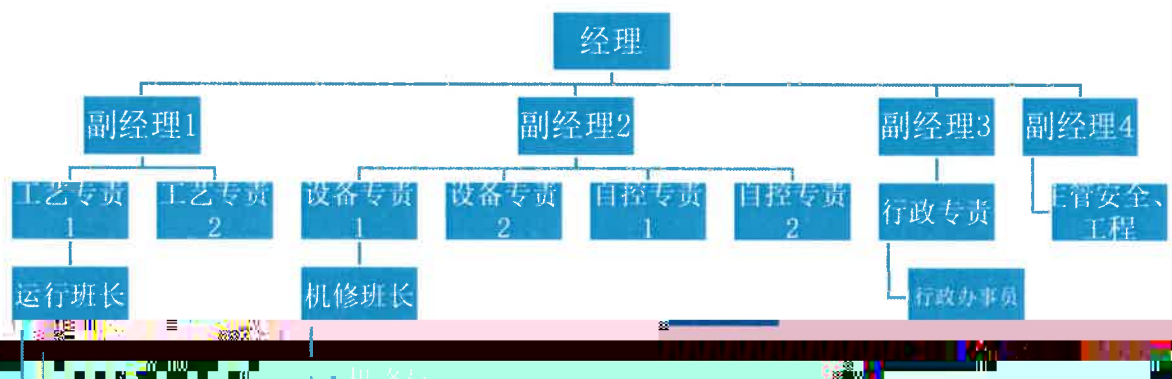 经理
副经理1
副经理2
副经理3
副经理4
工艺专责
1
工艺专责
2
设备专责
1
设备专责
2
自控专责
1
自控专责
2
行政专责
主管安全、
工程
运行班长
机修班长
行政办事员